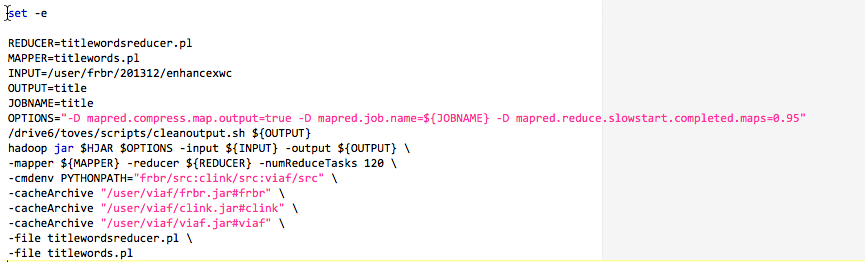 set -e
REDUCER=titlewordsreducer.pl
MAPPER=titlewords.pl
INPUT=/user/frbr/201312/enhancexwc
OUTPUT=title
JOBNAME=title
OPTIONS="-D mapred.compress.map.output=true -D mapred.job.name=${JOBNAME} -D mapred.reduce.slowstart.completed.maps=0.95"
/drive6/toves/scripts/cleanoutput.sh ${OUTPUT}
hadoop jar $HJAR $OPTIONS -input ${INPUT} -output ${OUTPUT} \
-mapper ${MAPPER} -reducer ${REDUCER} -numReduceTasks 120 \
-cmdenv PYTHONPATH="frbr/src:clink/src:viaf/src" \
-cacheArchive "/user/viaf/frbr.jar#frbr" \
-cacheArchive "/user/viaf/clink.jar#clink" \
-cacheArchive "/user/viaf/viaf.jar#viaf" \
-file titlewordsreducer.pl \
-file titlewords.pl